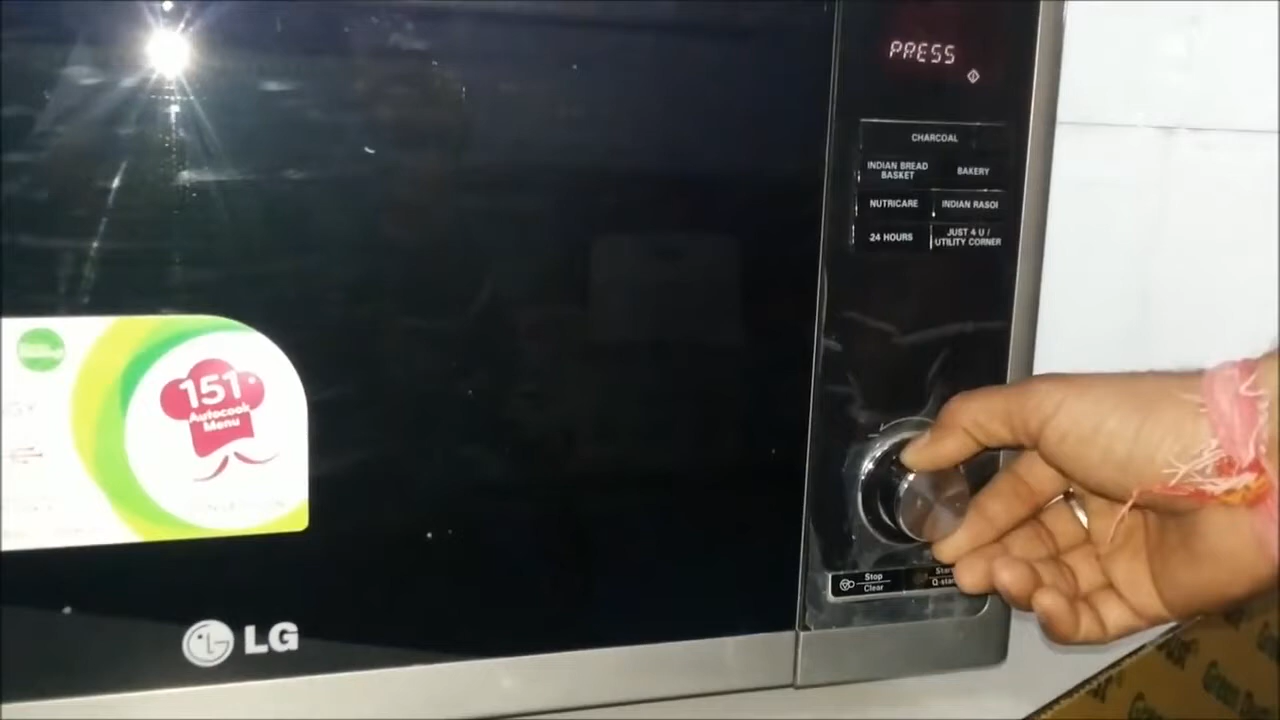 PRESS
CHARCOAL
INDIAN BREAD
BASKET
BAKERY
NUTRICARE
INDIAN RASOI
24 HOURS
JUST 4 U /
UTILITY CORNER
151
Autocook
Menu
Stop
Clear
LG